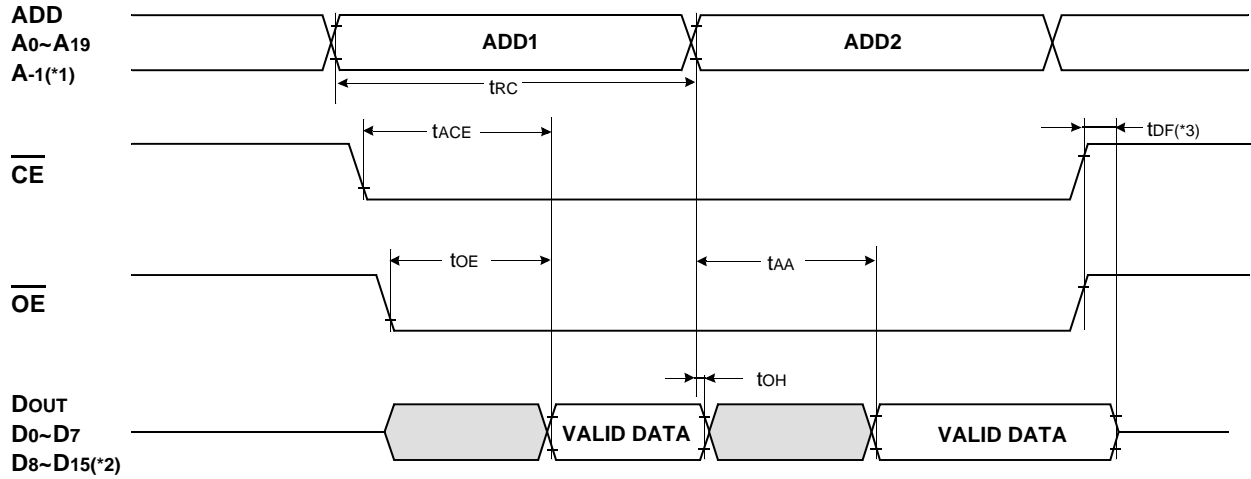 ADD
A0~A19
A-1(*1)
ADD1
ADD2
tRC
tACE
tDF(*3)
CE
tOE
tAA
OE
tOH
DOUT
D0~D7
D8~D15(*2)
VALID DATA
VALID DATA